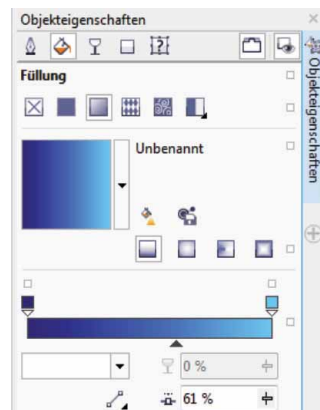 Objekteigenschaften
Füllung
Unbenannt
0 %
61 %
Objekteigenschaften